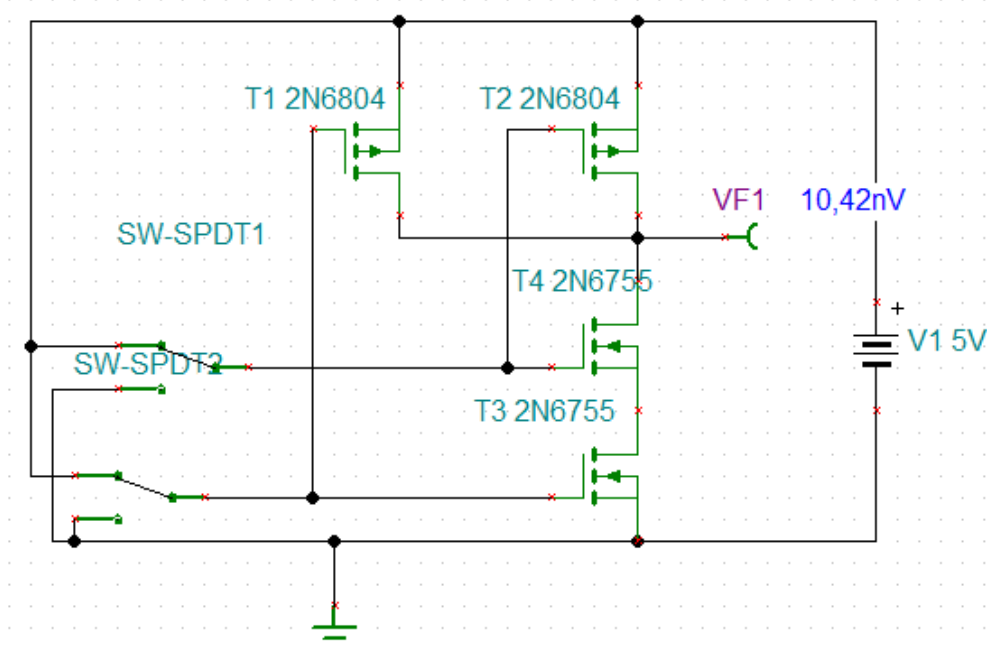 T1 2N6804
T2 2N6804
VF1
10,42nV
SW-SPDT1
T4 2N6755
+
V1 5V
SW-SPDT2
T3 2N6755